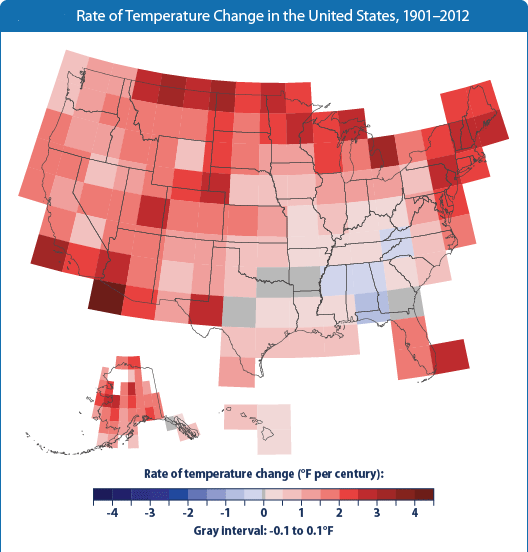 Rate of Temperature Change in the United States, 1901–2012
Rate of temperature change (°F per century):
-4 -3 -2 -1 0 1 2 3 4
Gray interval: -0.1 to 0.1°F